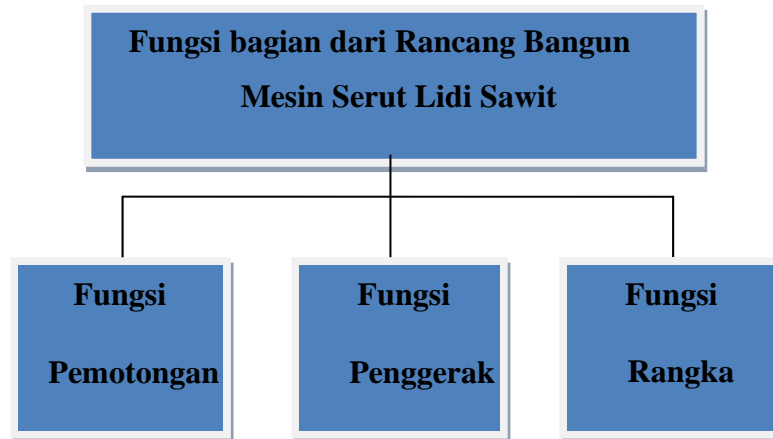 Fungsi bagian dari Rancang Bangun
Mesin Serut Lidi Sawit
Fungsi
Pemotongan
Fungsi
Penggerak
Fungsi
Rangka